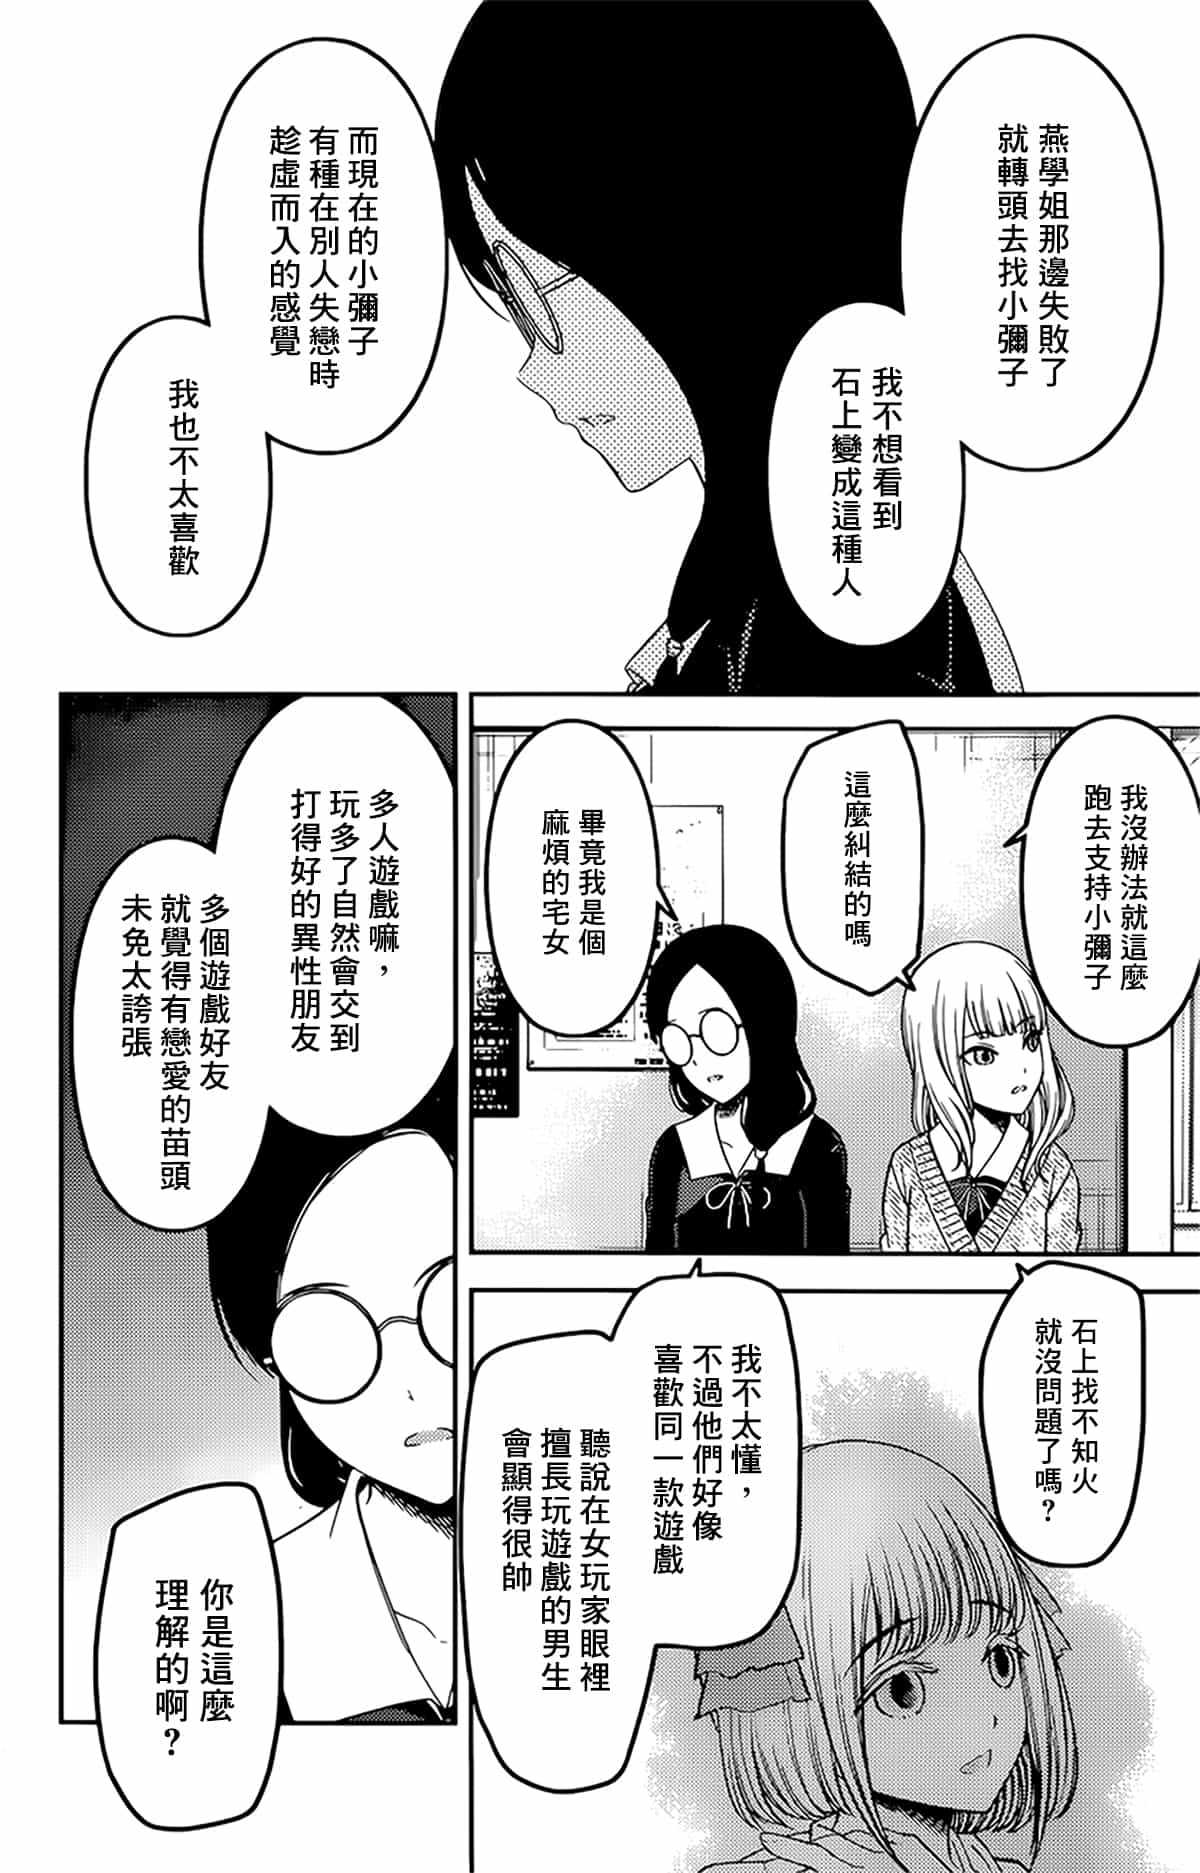 燕學姐那邊失敗了
就轉頭去找小彌子
我不想看到
石上變成這種人
而現在的小彌子
有種在別人失戀時
趁虛而入的感覺
我也不太喜歡
我沒辦法就這麼
跑去支持小彌子
這麼糾結的嗎
畢竟我是個
麻煩的宅女
石上找不知火
就沒問題了嗎？
我不太懂，
不過他們好像
喜歡同一款遊戲
聽說在女玩家眼裡
擅長玩遊戲的男生
會顯得很帥
多人遊戲嘛，
玩多了自然會交到
打得好的異性朋友
多個遊戲好友
就覺得有戀愛的苗頭
未免太誇張
你是這麼
理解的啊？